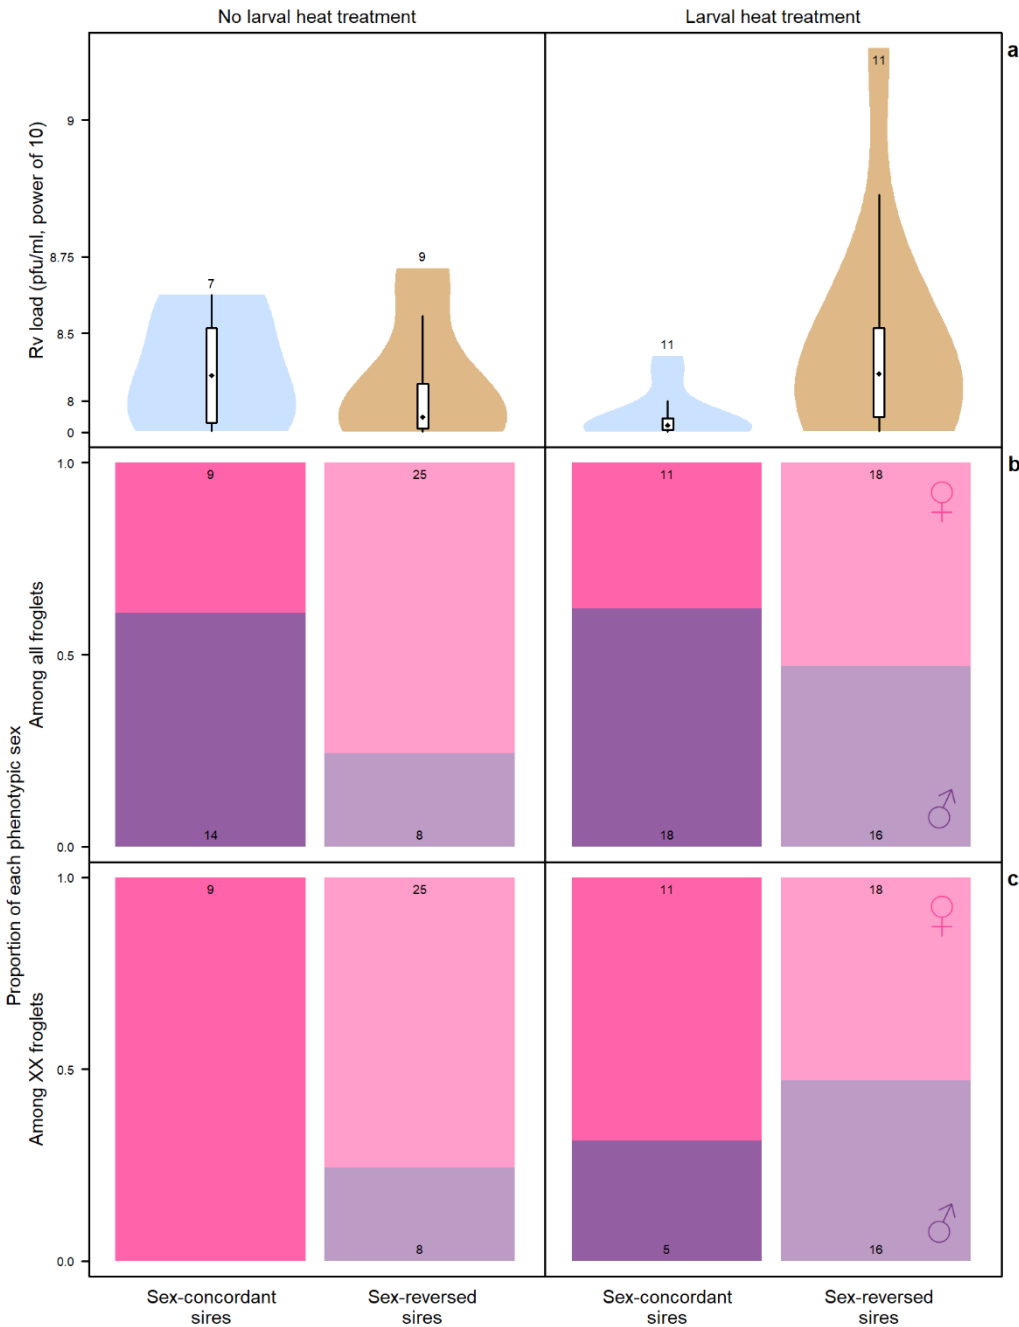 No larval heat treatment
Larval heat treatment
a
Rv load (pfu/ml, power of 10)
9
8.75
8.5
8
0
7
9
11
11
b
Proportion of each phenotypic sex
Among all froglets
1.0
0.5
0.0
9
25
11
18
♀
14
8
18
16
♂
c
Among XX froglets
1.0
0.5
0.0
9
25
11
18
♀
8
5
16
♂
Sex-concordant
sires
Sex-reversed
sires
Sex-concordant
sires
Sex-reversed
sires